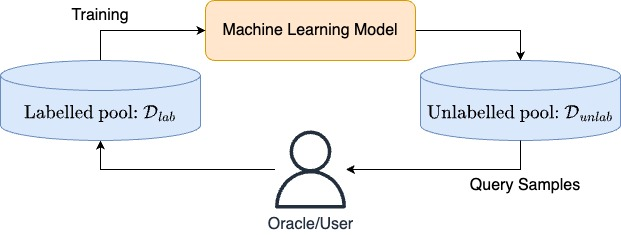 Training
Machine Learning Model
Labelled pool: 𝒟_lab
Unlabelled pool: 𝒟_unlab
Query Samples
Oracle/User